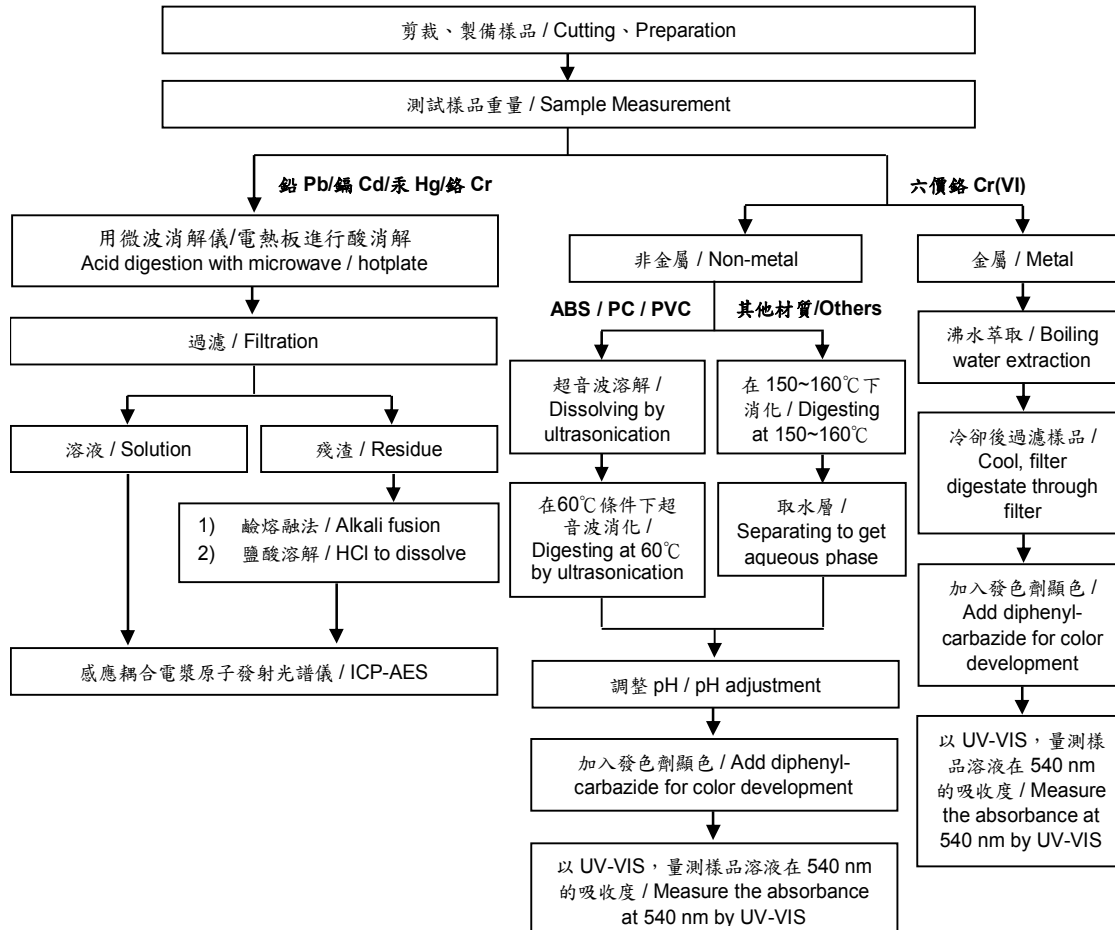 剪裁、製備樣品 / Cutting、Preparation
測試樣品重量 / Sample Measurement
鉛 Pb/鎘 Cd/汞 Hg/鉻 Cr
六價鉻 Cr(VI)
用微波消解儀/電熱板進行酸消解
Acid digestion with microwave / hotplate
過濾 / Filtration
溶液 / Solution
殘渣 / Residue
1) 鹼熔融法 / Alkali fusion
2) 鹽酸溶解 / HCl to dissolve
感應耦合電漿原子發射光譜儀 / ICP-AES
非金屬 / Non-metal
ABS / PC / PVC
其他材質/Others
超音波溶解 /
Dissolving by
ultrasonication
在60℃條件下超
音波消化 /
Digesting at 60℃
by ultrasonication
在 150~160℃下
消化 / Digesting
at 150~160℃
取水層 /
Separating to get
aqueous phase
調整 pH / pH adjustment
加入發色劑顯色 / Add diphenyl-
carbazide for color development
以 UV-VIS，量測樣品溶液在 540 nm
的吸收度 / Measure the absorbance
at 540 nm by UV-VIS
金屬 / Metal
沸水萃取 / Boiling
water extraction
冷卻後過濾樣品 /
Cool, filter
digestate through
filter
加入發色劑顯色 /
Add diphenyl-
carbazide for color
development
以 UV-VIS，量測樣
品溶液在 540 nm
的吸收度 / Measure
the absorbance at
540 nm by UV-VIS